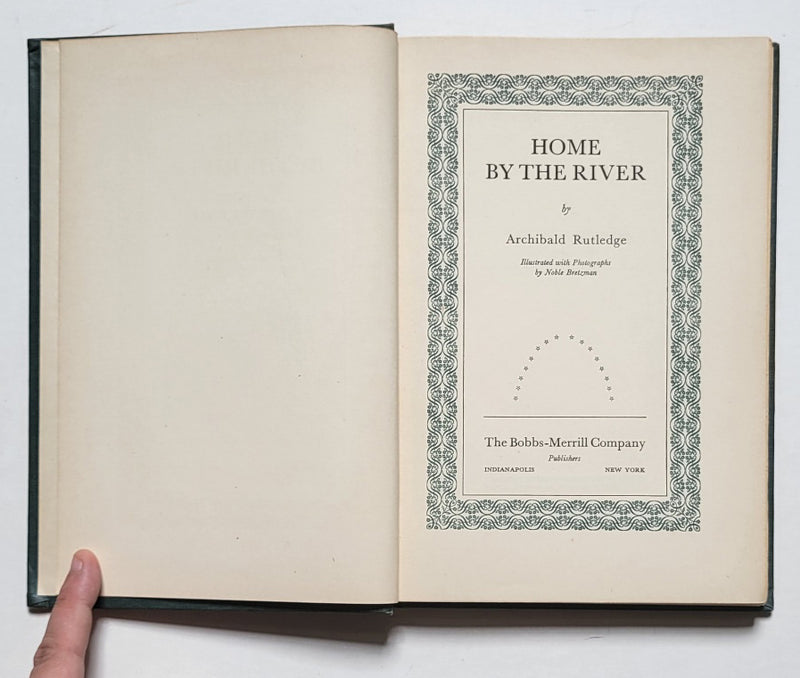 HOME
BY THE RIVER
by
Archibald Rutledge
Illustrated with Photographs
by Noble Bretzman
The Bobbs-Merrill Company
Publishers
INDIANAPOLIS NEW YORK